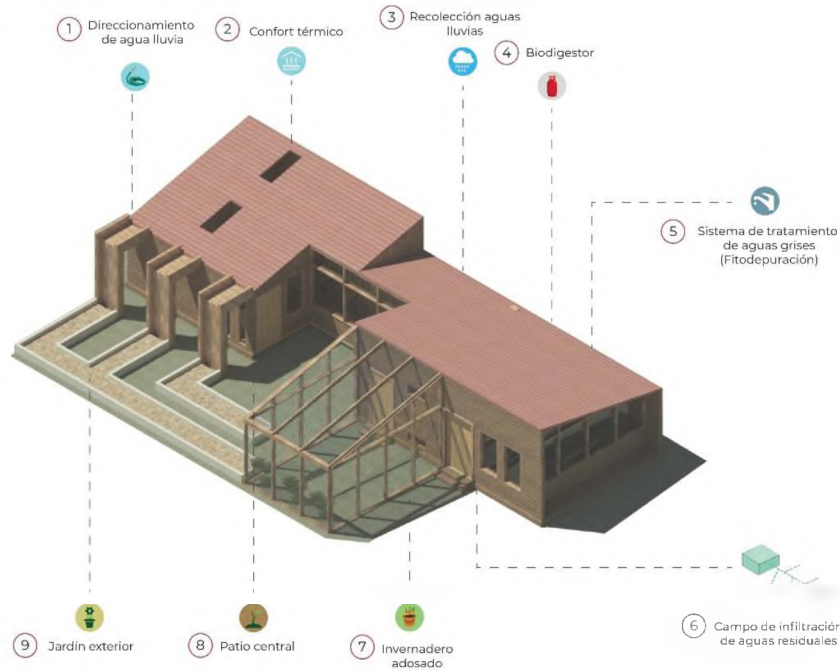 1 Direccionamiento
de agua lluvia
2 Confort térmico
3 Recolección aguas
lluvias
4 Biodigestor
5 Sistema de tratamiento
de aguas grises
(Fitodepuración)
6 Campo de infiltración
de aguas residuales
7 Invernadero
adosado
8 Patio central
9 Jardín exterior